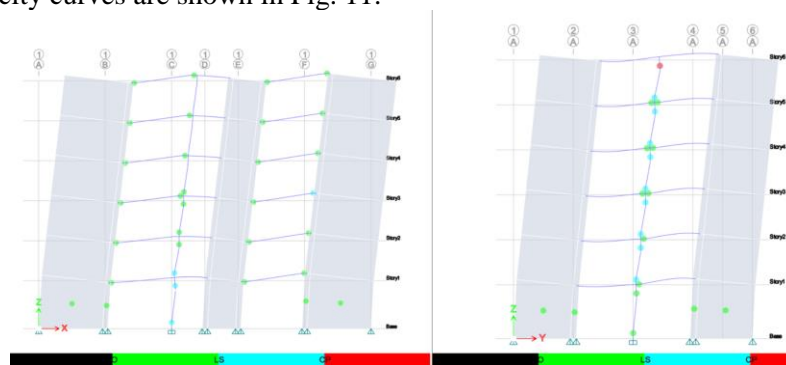 city curves are shown in Fig. 11.
1 1 1 1 1 1 1
A B C D E F G
Story6
Story5
Story4
Story3
Story2
Story1
Base
Z
X
LS CP
1 2 3 4 5 6
A A A A A A
Story6
Story5
Story4
Story3
Story2
Story1
Base
Z
Y
LS CP